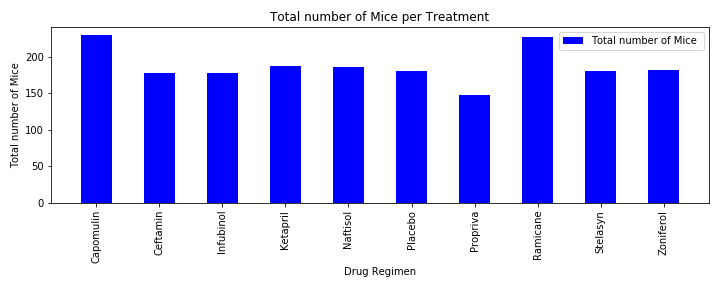 Total number of Mice per Treatment
Total number of Mice
Total number of Mice
200
150
100
50
0
Capomulin
Ceftamin
Infubinol
Ketapril
Naftisol
Placebo
Propriva
Ramicane
Stelasyn
Zoniferol
Drug Regimen